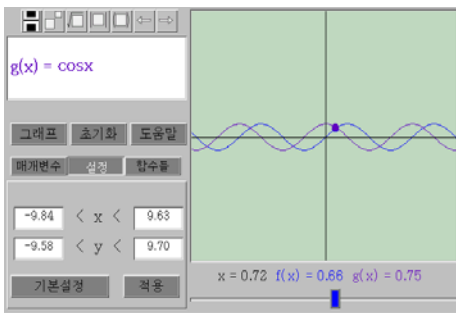 g(x) = cosx
그래프 초기화 도움말
매개변수 설정 함수들
-9.84 < x < 9.63
-9.58 < y < 9.70
기본설정 적용
x = 0.72 f(x) = 0.66 g(x) = 0.75